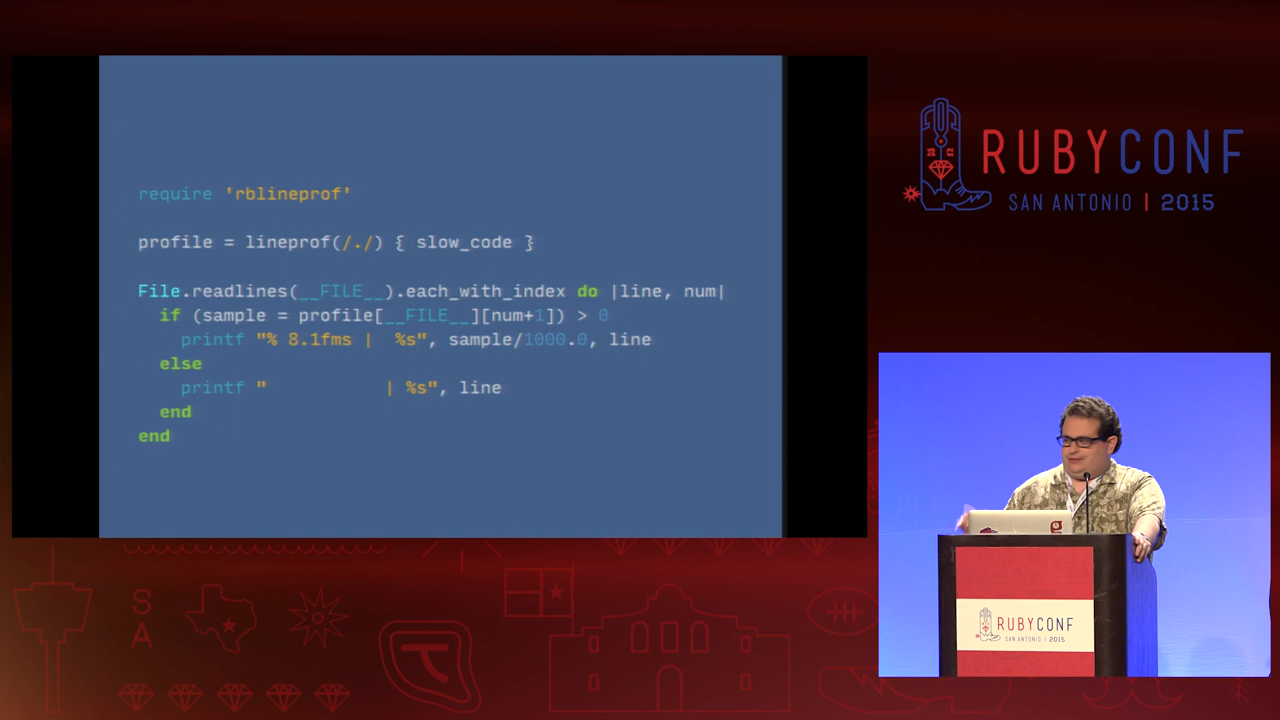 require 'rblineprof'
profile = lineprof(/./) { slow_code }
File.readlines(__FILE__).each_with_index do |line, num|
  if (sample = profile[__FILE__][num+1]) > 0
    printf "% 8.1fms |  %s", sample/1000.0, line
  else
    printf "           | %s", line
  end
end
RUBYCONF
SAN ANTONIO | 2015
S
A
RUBYCONF
SAN ANTONIO | 2015